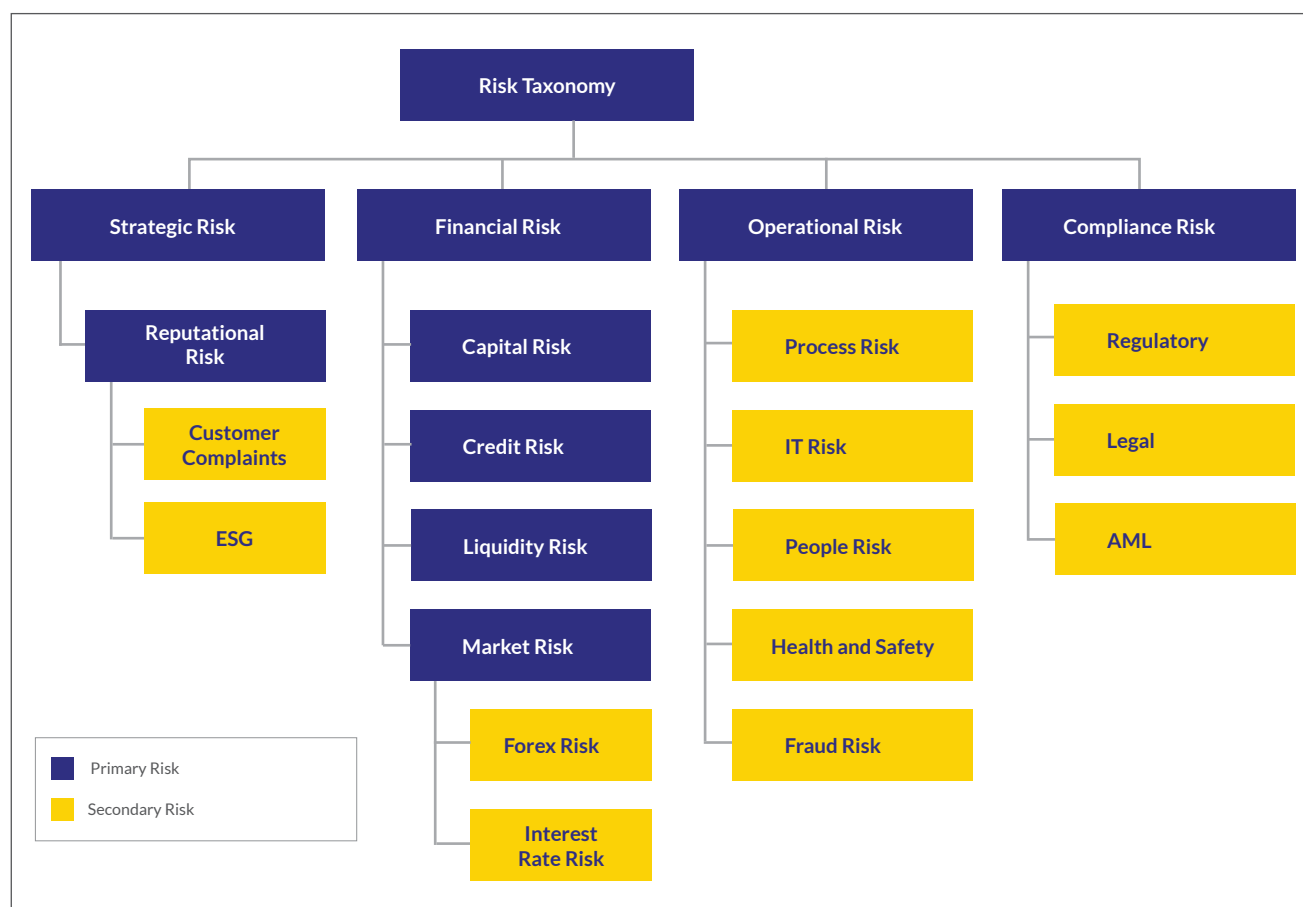 Risk Taxonomy
Strategic Risk
Financial Risk
Operational Risk
Compliance Risk
Reputational
Risk
Customer
Complaints
ESG
Capital Risk
Credit Risk
Liquidity Risk
Market Risk
Forex Risk
Interest
Rate Risk
Process Risk
IT Risk
People Risk
Health and Safety
Fraud Risk
Regulatory
Legal
AML
Primary Risk
Secondary Risk